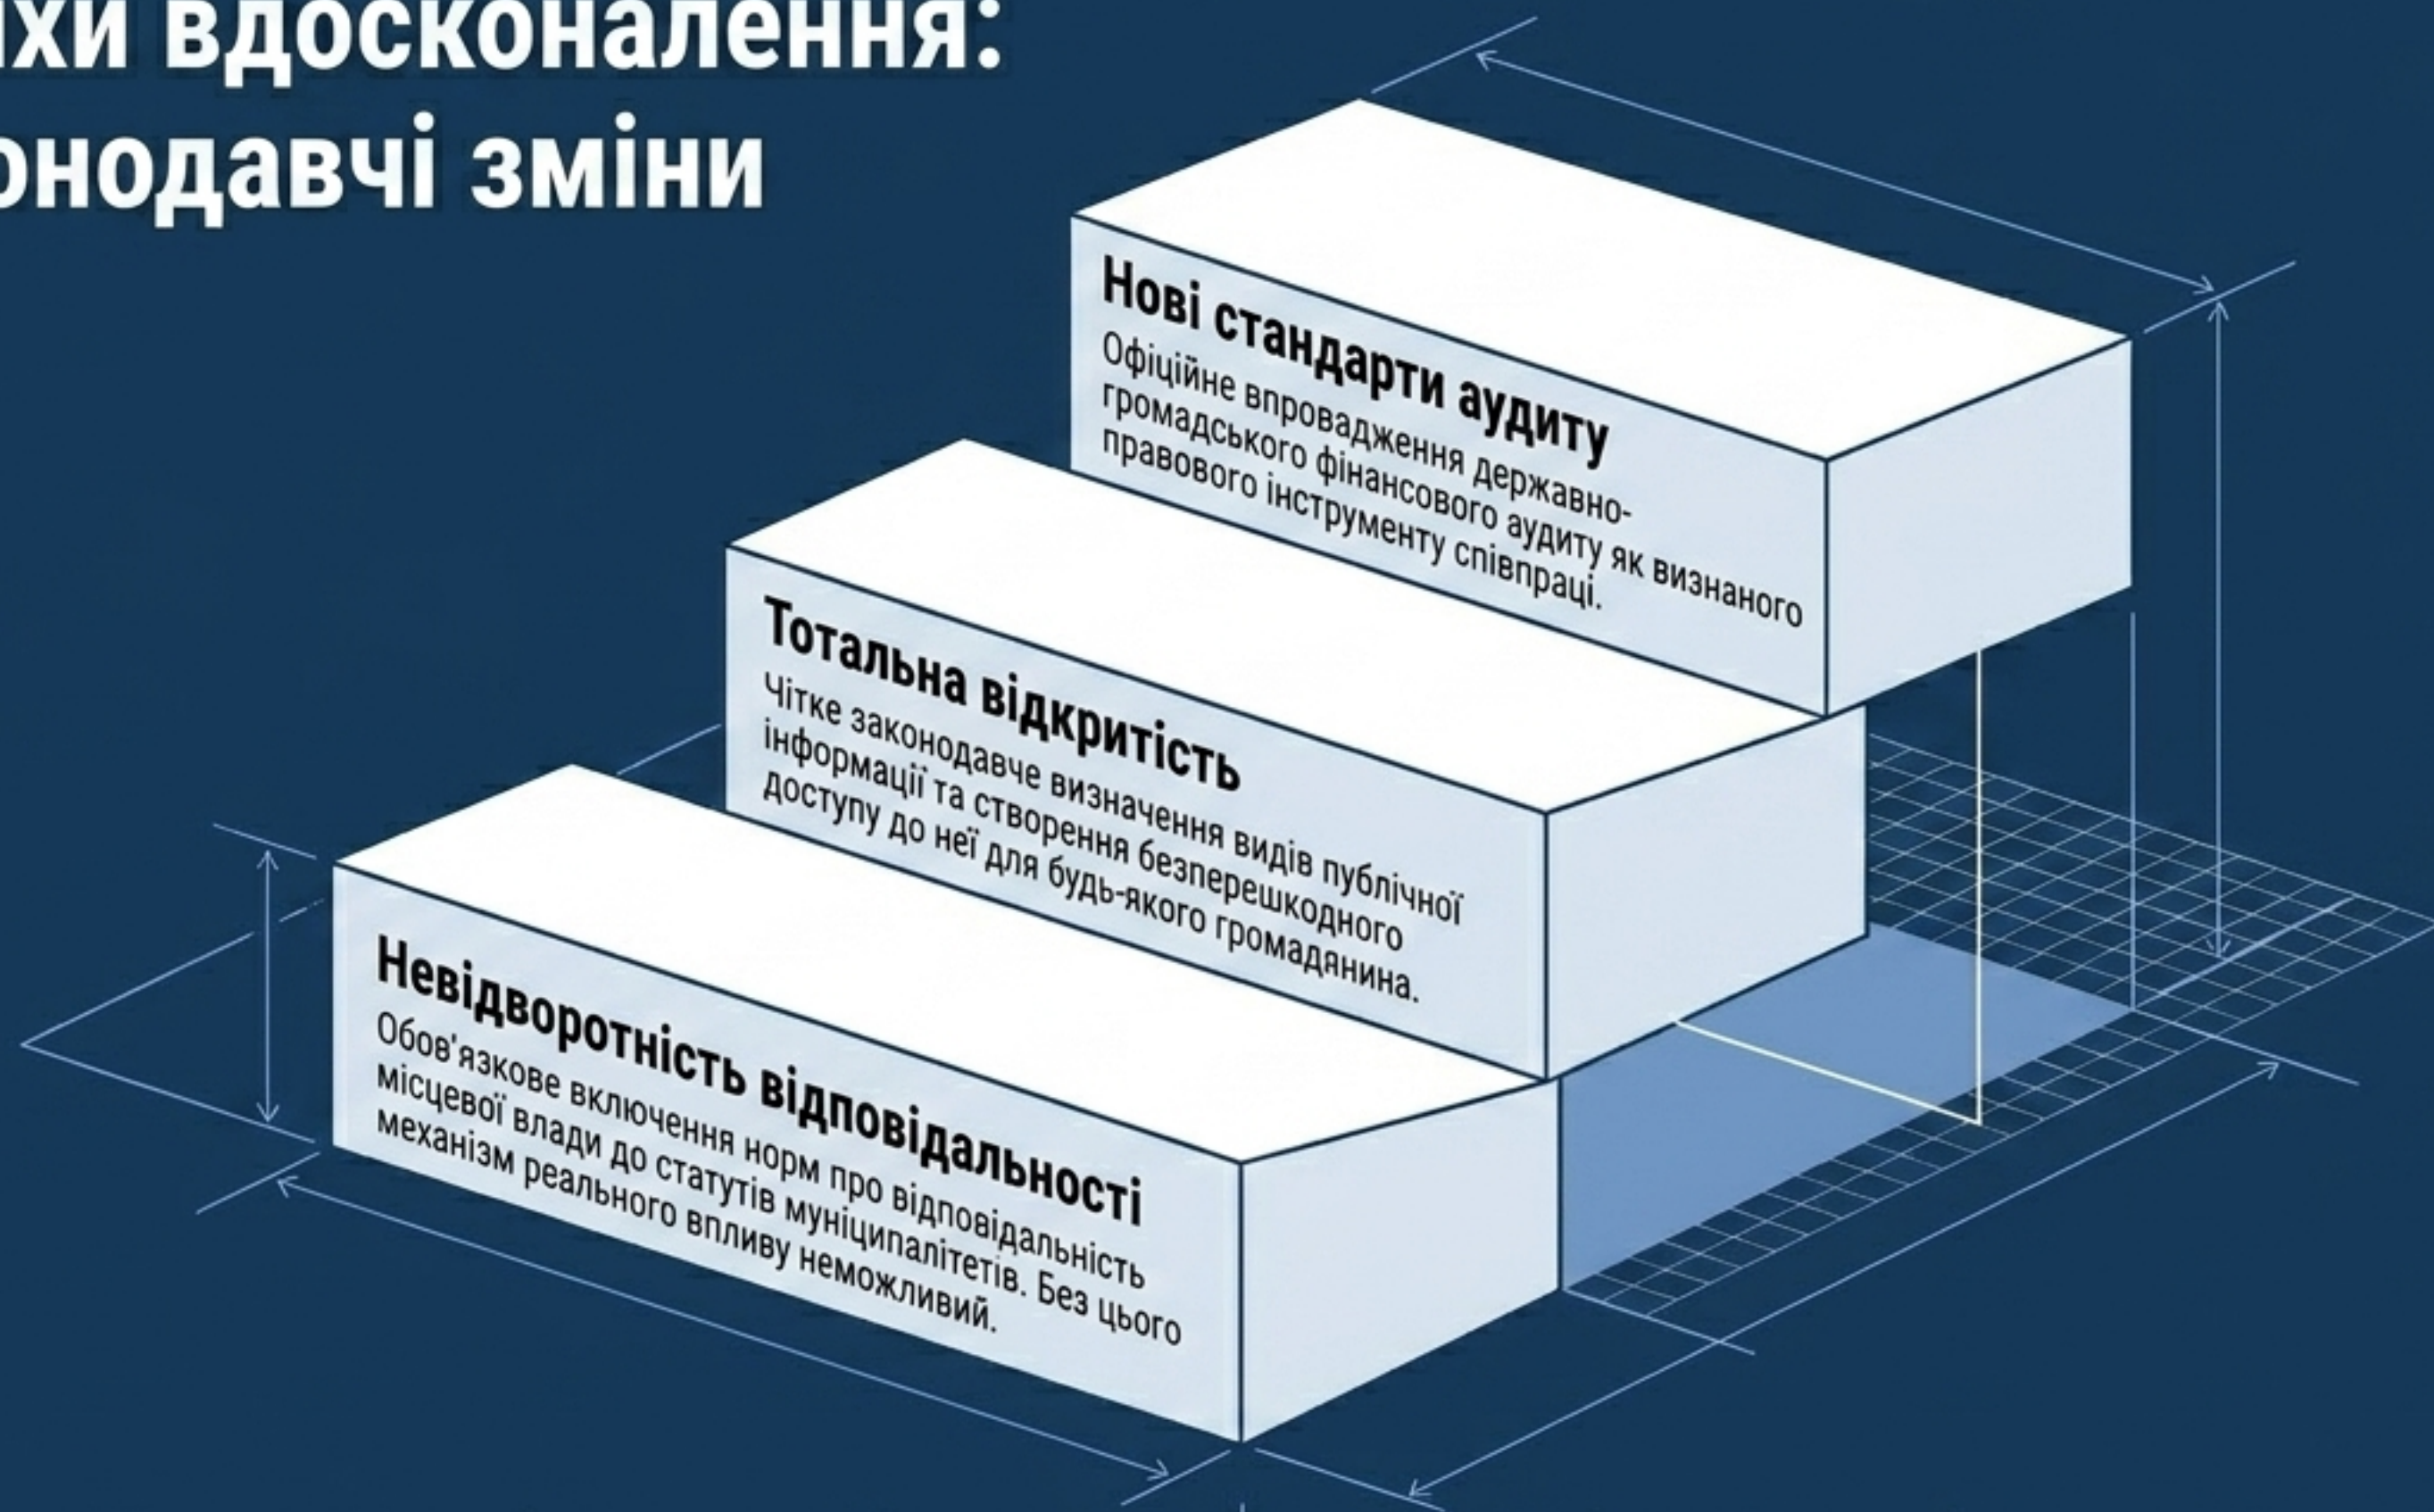 вдосконалення:
зміни
Нові стандарти аудиту
Офіційне впровадження державно-
громадського фінансового аудиту як визнаного
правового інструменту співпраці.
Тотальна відкритість
Чітке законодавче визначення видів публічної
інформації та створення безперешкодного
доступу до неї для будь-якого громадянина.
Невідворотність відповідальності
Обов'язкове включення норм про відповідальність
місцевої влади до статутів муніципалітетів. Без цього
механізм реального впливу неможливий.